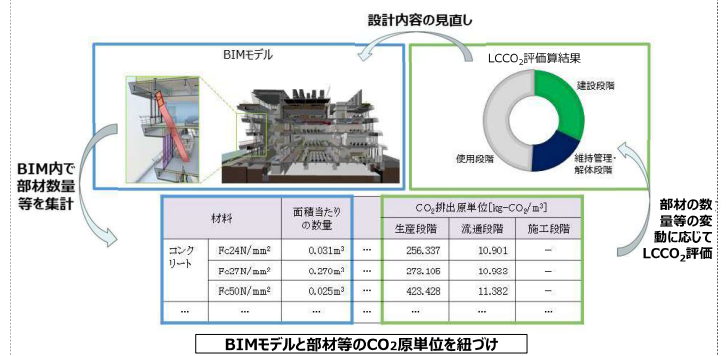 設計内容の見直し
BIMモデル
LCCO₂評価算結果
建設段階
使用段階
維持管理・
解体段階
BIM内で
部材数量
等を集計
部材の数
量等の変
動に応じて
LCCO₂評価
材料 面積当たりの数量 CO₂排出原単位[kg-CO₂/m³]
生産段階 流通段階 施工段階
コンクリート Fc24N/mm² 0.031m³ … 256.337 10.901 －
Fc27N/mm² 0.270m³ … 273.105 10.933 －
Fc50N/mm² 0.025m³ … 423.428 11.382 －
… … … … … … …
BIMモデルと部材等のCO₂原単位を紐づけ